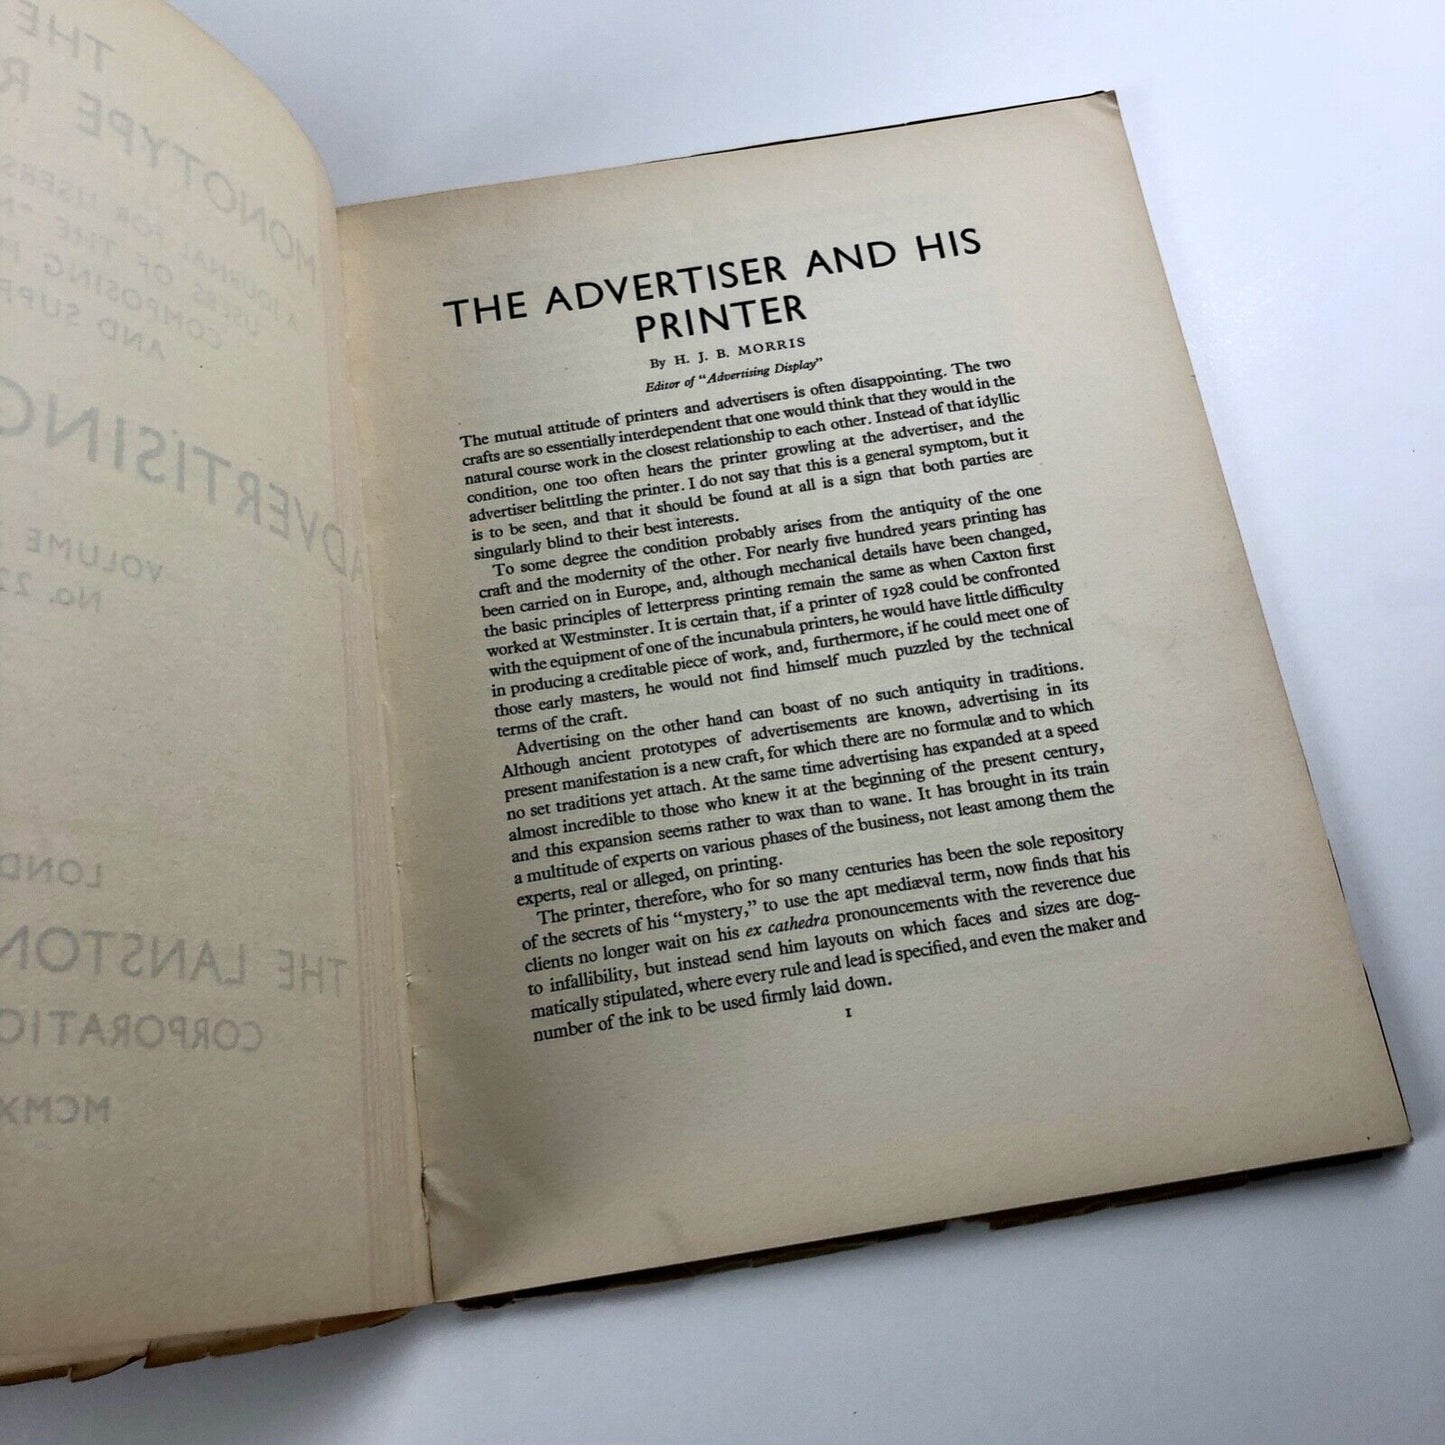 THE
MONOTYPE R
A JOURNAL FOR USERS
USERS OF THE "M
COMPOSING M
AND SUPP
ADVERTISING
VOLUME
No. 22
LOND
THE LANSTON
CORPORATIO
MCMX
THE ADVERTISER AND HIS
PRINTER
By H. J. B. MORRIS
Editor of "Advertising Display"
The mutual attitude of printers and advertisers is often disappointing. The two
crafts are so essentially interdependent that one would think that they would in the
natural course work in the closest relationship to each other. Instead of that idyllic
condition, one too often hears the printer growling at the advertiser, and the
advertiser belittling the printer. I do not say that this is a general symptom, but it
is to be seen, and that it should be found at all is a sign that both parties are
singularly blind to their best interests.
To some degree the condition probably arises from the antiquity of the one
craft and the modernity of the other. For nearly five hundred years printing has
been carried on in Europe, and, although mechanical details have been changed,
the basic principles of letterpress printing remain the same as when Caxton first
worked at Westminster. It is certain that, if a printer of 1928 could be confronted
with the equipment of one of the incunabula printers, he would have little difficulty
in producing a creditable piece of work, and, furthermore, if he could meet one of
those early masters, he would not find himself much puzzled by the technical
terms of the craft.
Advertising on the other hand can boast of no such antiquity in traditions.
Although ancient prototypes of advertisements are known, advertising in its
present manifestation is a new craft, for which there are no formulæ and to which
no set traditions yet attach. At the same time advertising has expanded at a speed
almost incredible to those who knew it at the beginning of the present century,
and this expansion seems rather to wax than to wane. It has brought in its train
a multitude of experts on various phases of the business, not least among them the
experts, real or alleged, on printing.
The printer, therefore, who for so many centuries has been the sole repository
of the secrets of his "mystery," to use the apt mediæval term, now finds that his
clients no longer wait on his ex cathedra pronouncements with the reverence due
to infallibility, but instead send him layouts on which faces and sizes are dog-
matically stipulated, where every rule and lead is specified, and even the maker and
number of the ink to be used firmly laid down.
1